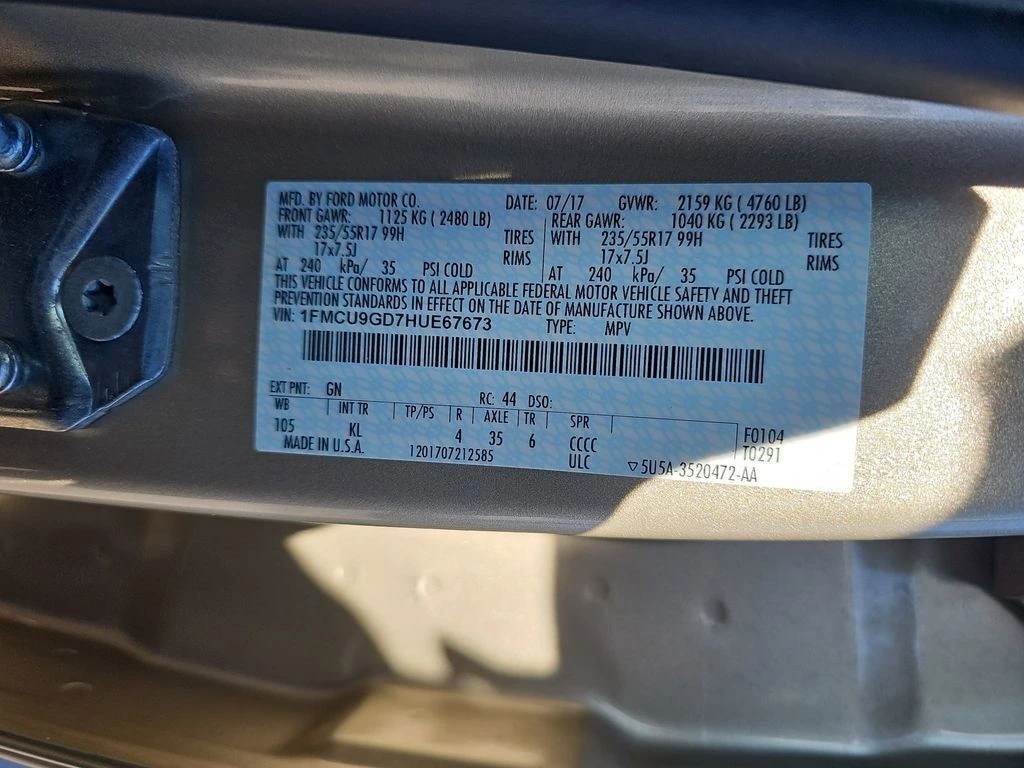 MFD. BY FORD MOTOR CO. DATE: 07/17 GVWR: 2159 KG ( 4760 LB)
FRONT GAWR: 1125 KG ( 2480 LB) REAR GAWR: 1040 KG ( 2293 LB)
WITH 235/55R17 99H TIRES WITH 235/55R17 99H TIRES
17x7.5J RIMS 17x7.5J RIMS
AT 240 kPa/ 35 PSI COLD AT 240 kPa/ 35 PSI COLD
THIS VEHICLE CONFORMS TO ALL APPLICABLE FEDERAL MOTOR VEHICLE SAFETY AND THEFT
PREVENTION STANDARDS IN EFFECT ON THE DATE OF MANUFACTURE SHOWN ABOVE.
VIN: 1FMCU9GD7HUE67673 TYPE: MPV
EXT PNT: GN RC: 44 DSO:
WB INT TR TP/PS R AXLE TR SPR
105 KL 4 35 6 CCCC F0104
MADE IN U.S.A. 1201707212585 ULC T0291
▽5U5A-3520472-AA